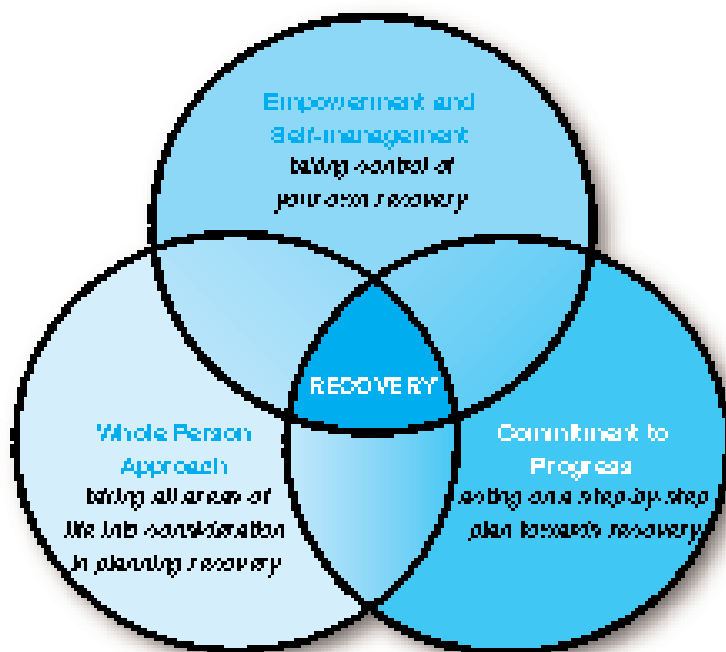 Empowerment and
Self-management
taking control of
your own recovery
RECOVERY
Whole Person
Approach
taking all areas of
life into consideration
in planning recovery
Commitment to
Progress
acting on a step-by-step
plan towards recovery